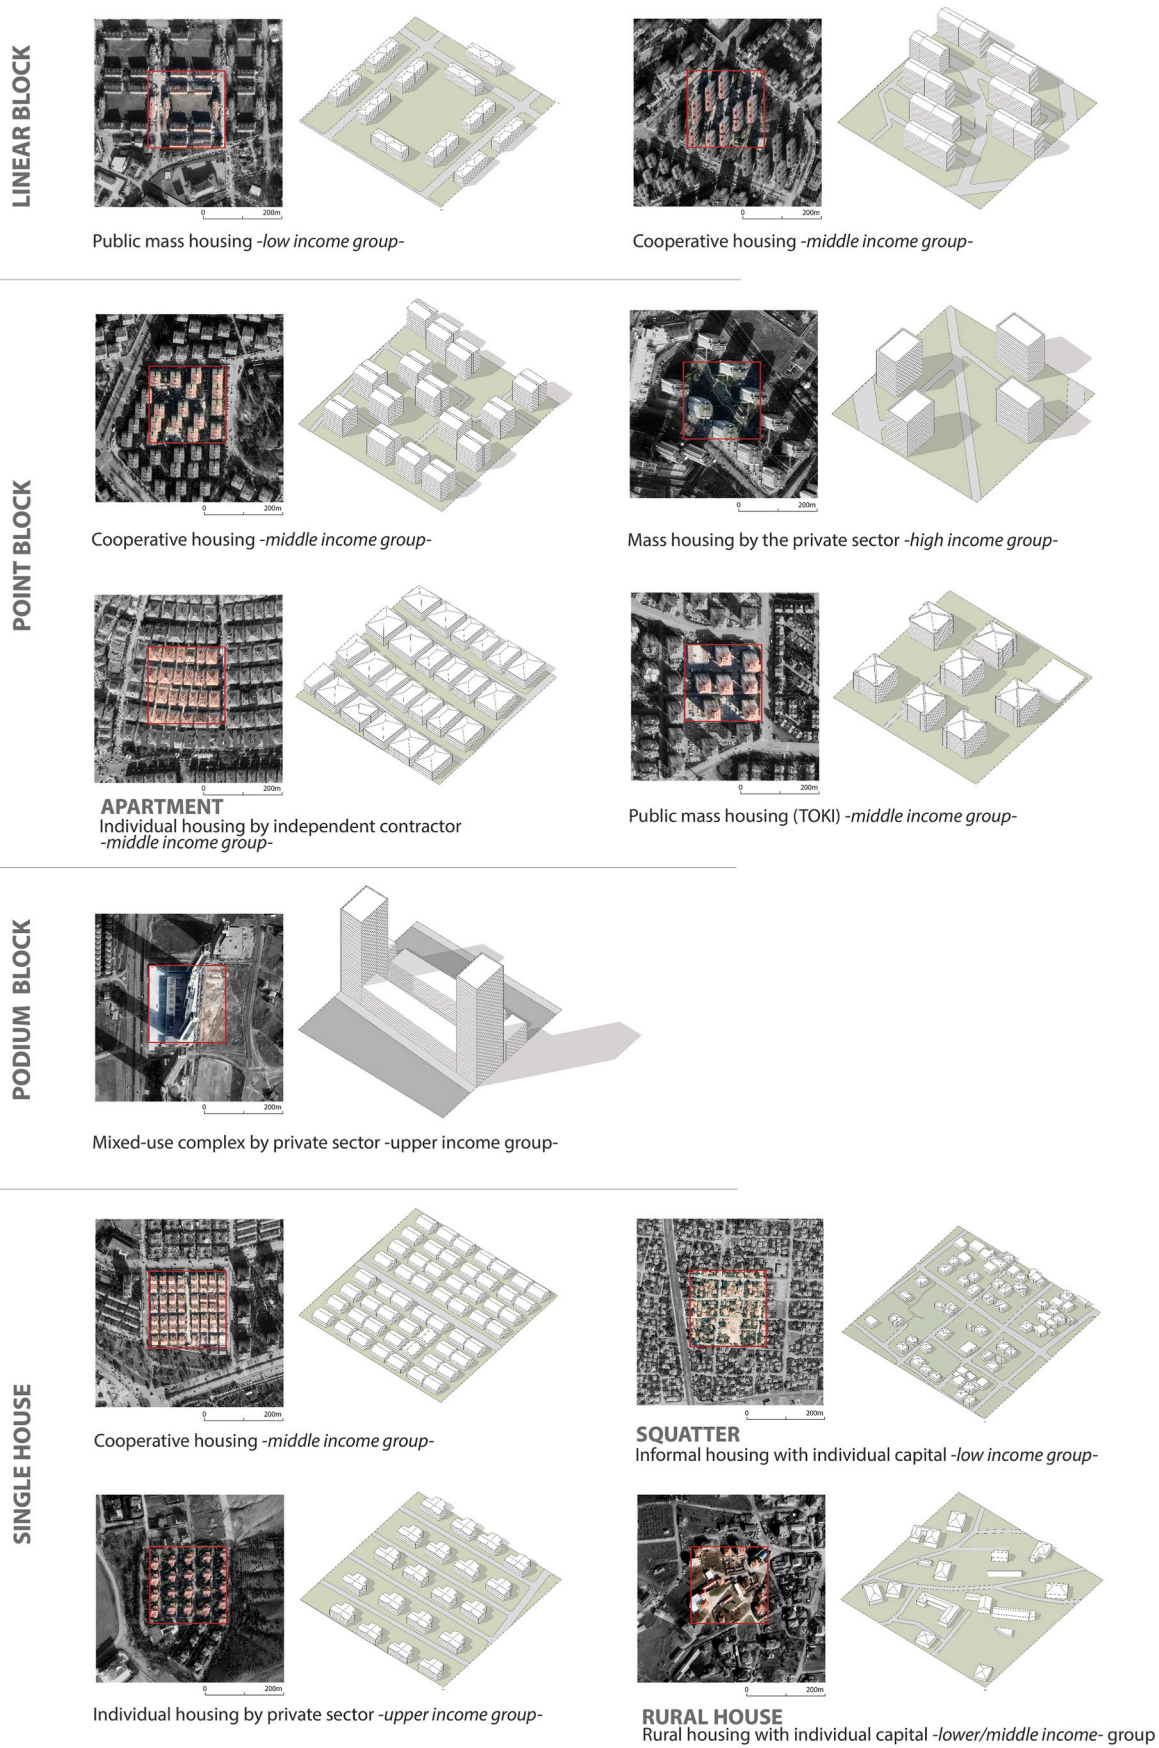 LINEAR BLOCK
0 200m
0 200m
Public mass housing -low income group-
Cooperative housing -middle income group-
POINT BLOCK
0 200m
0 200m
Cooperative housing -middle income group-
Mass housing by the private sector -high income group-
0 200m
0 200m
APARTMENT
Individual housing by independent contractor
-middle income group-
Public mass housing (TOKI) -middle income group-
PODIUM BLOCK
0 200m
Mixed-use complex by private sector -upper income group-
SINGLE HOUSE
0 200m
0 200m
Cooperative housing -middle income group-
SQUATTER
Informal housing with individual capital -low income group-
0 200m
0 200m
Individual housing by private sector -upper income group-
RURAL HOUSE
Rural housing with individual capital -lower/middle income- group